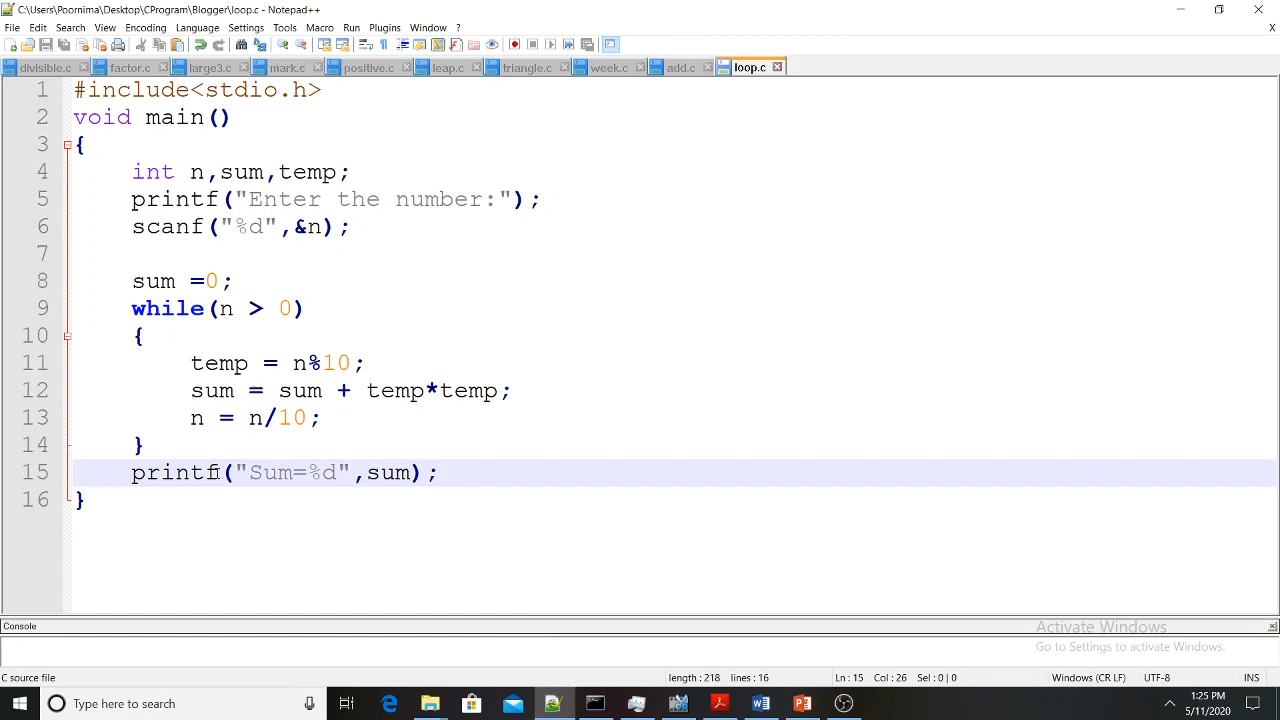 C:\Users\Poornima\Desktop\CProgram\Blogger\loop.c - Notepad++
File Edit Search View Encoding Language Settings Tools Macro Run Plugins Window ? X
divisible.c factor.c large3.c mark.c positive.c leap.c triangle.c week.c add.c loop.c
1 #include<stdio.h>
2 void main()
3 {
4 int n,sum,temp;
5 printf("Enter the number:");
6 scanf("%d",&n);
7
8 sum =0;
9 while(n > 0)
10 {
11 temp = n%10;
12 sum = sum + temp*temp;
13 n = n/10;
14 }
15 printf("Sum=%d",sum);
16 }
Console
Activate Windows
Go to Settings to activate Windows.
C source file length : 218 lines : 16 Ln : 15 Col : 26 Sel : 0 | 0 Windows (CR LF) UTF-8 INS
Type here to search
1:25 PM
5/11/2020